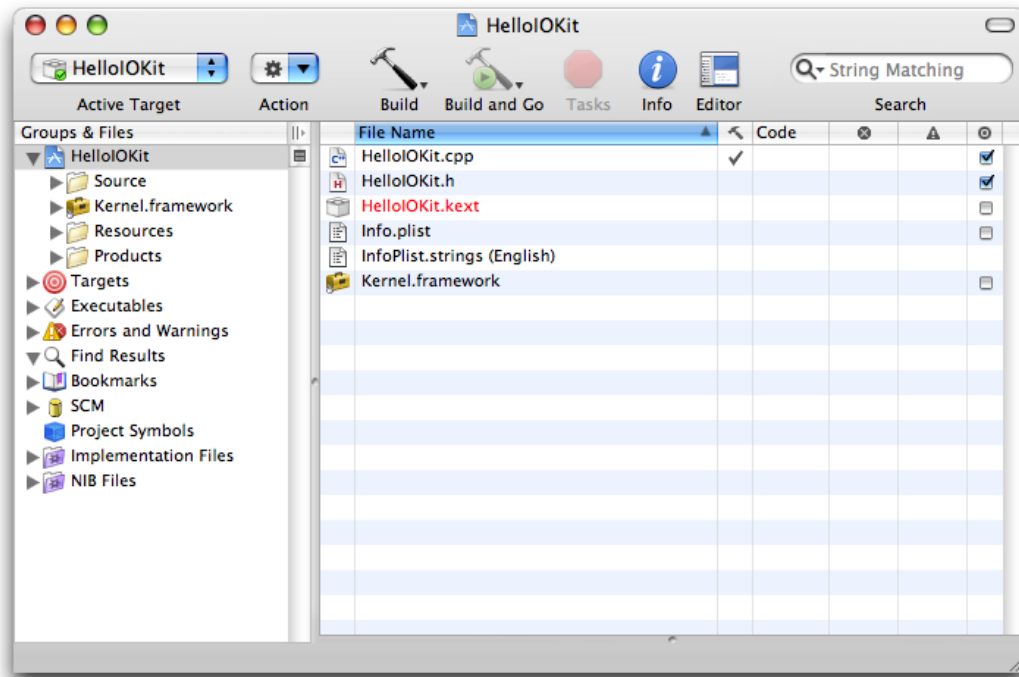 HelloIOKit
HelloIOKit
String Matching
Active Target
Action
Build
Build and Go
Tasks
Info
Editor
Search
Groups & Files
File Name
Code
HelloIOKit
Source
Kernel.framework
Resources
Products
Targets
Executables
Errors and Warnings
Find Results
Bookmarks
SCM
Project Symbols
Implementation Files
NIB Files
HelloIOKit.cpp
HelloIOKit.h
HelloIOKit.kext
Info.plist
InfoPlist.strings (English)
Kernel.framework